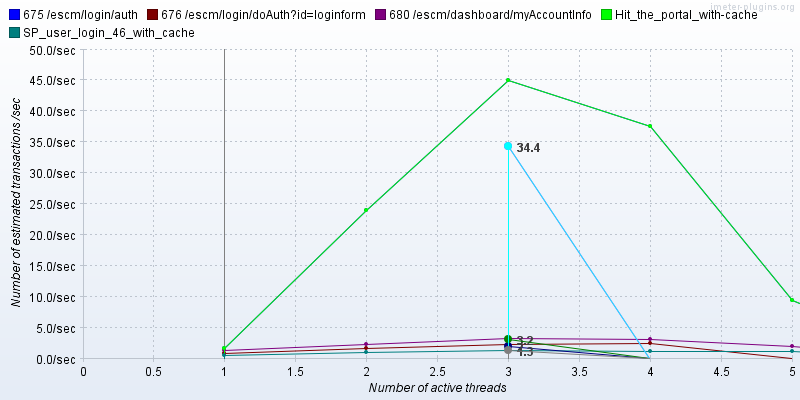 jmeter-plugins.org
675 /escm/login/auth 676 /escm/login/doAuth?id=loginform 680 /escm/dashboard/myAccountInfo Hit_the_portal_with-cache
SP_user_login_46_with_cache
50.0/sec
45.0/sec
40.0/sec
35.0/sec
34.4
30.0/sec
25.0/sec
20.0/sec
15.0/sec
10.0/sec
5.0/sec
3.2
1.3
0.0/sec
0 0.5 1 1.5 2 2.5 3 3.5 4 4.5 5
Number of active threads
Number of estimated transactions /sec